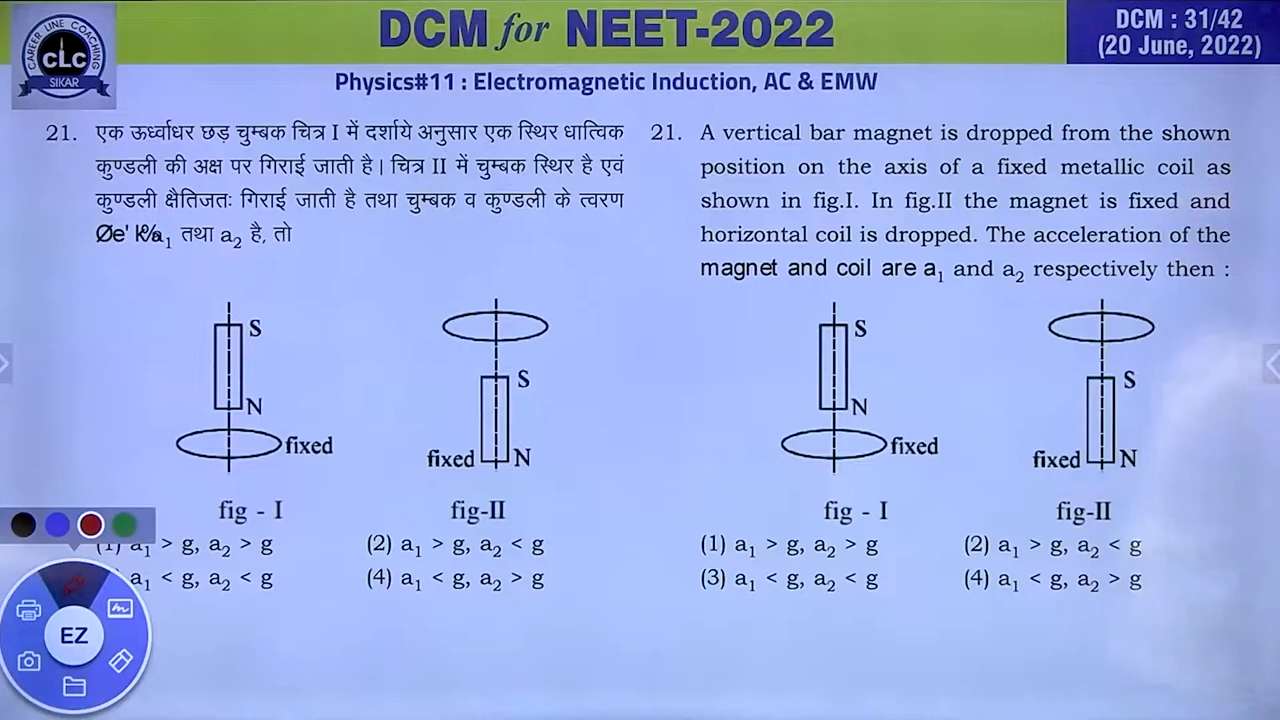 CAREER LINE COACHING
CLC
SIKAR
DCM for NEET-2022
DCM : 31/42
(20 June, 2022)
Physics#11 : Electromagnetic Induction, AC & EMW
21. एक ऊर्ध्वाधर छड़ चुम्बक चित्र I में दर्शाये अनुसार एक स्थिर धात्विक
कुण्डली की अक्ष पर गिराई जाती है। चित्र II में चुम्बक स्थिर है एवं
कुण्डली क्षैतिजतः गिराई जाती है तथा चुम्बक व कुण्डली के त्वरण
a₁ तथा a₂ है, तो
S
N
fixed
fig - I
S
fixed N
fig-II
(1) a₁ > g, a₂ > g
(2) a₁ > g, a₂ < g
a₁ < g, a₂ < g
(4) a₁ < g, a₂ > g
21. A vertical bar magnet is dropped from the shown
position on the axis of a fixed metallic coil as
shown in fig.I. In fig.II the magnet is fixed and
horizontal coil is dropped. The acceleration of the
magnet and coil are a₁ and a₂ respectively then :
S
N
fixed
fig - I
S
fixed N
fig-II
(1) a₁ > g, a₂ > g
(2) a₁ > g, a₂ < g
(3) a₁ < g, a₂ < g
(4) a₁ < g, a₂ > g
EZ